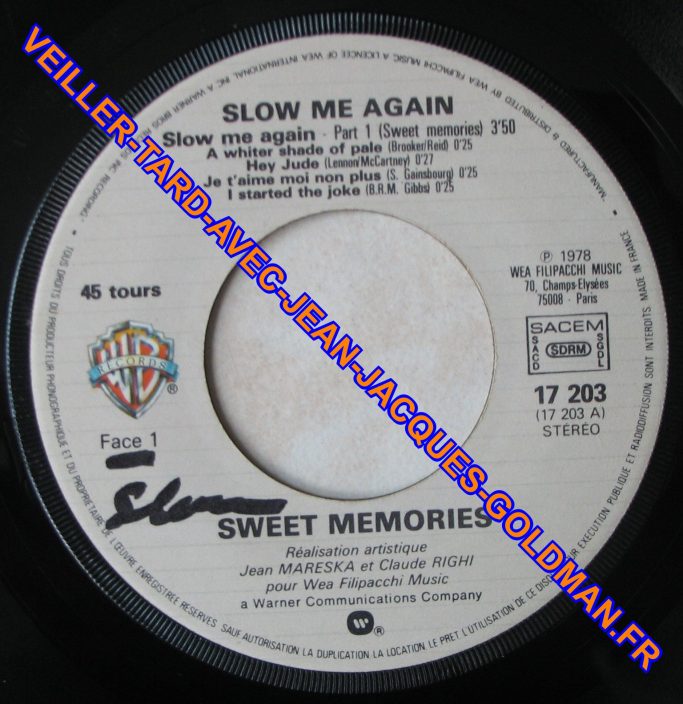 SLOW ME AGAIN
Slow me again - Part 1 (Sweet memories) 3'50
A whiter shade of pale (Brooker/Reid) 0'25
Hey Jude (Lennon/McCartney) 0'27
Je t'aime moi non plus (S. Gainsbourg) 0'25
I started the joke (B.R.M. Gibbs) 0'25
45 tours
Ⓟ 1978
WEA FILIPACCHI MUSIC
70, Champs-Elysées
75008 - Paris
SACEM
SACD
SDRM
SGDL
17 203
(17 203 A)
STÉRÉO
WB
RECORDS
®
Face 1
Slow
SWEET MEMORIES
Réalisation artistique
Jean MARESKA et Claude RIGHI
pour Wea Filipacchi Music
a Warner Communications Company
®
TOUS DROITS DU PRODUCTEUR PHONOGRAPHIQUE ET DU PROPRIETAIRE DE L'ŒUVRE ENREGISTREE RESERVES SAUF AUTORISATION LA DUPLICATION LA LOCATION LE PRET L'UTILISATION DE CE DISQUE POUR EXECUTION PUBLIQUE ET RADIODIFFUSION SONT INTERDITS MADE IN FRANCE
MANUFACTURED & DISTRIBUTED BY WEA FILIPACCHI MUSIC A LICENCEE OF WEA INTERNATIONAL INC
VEILLER-TARD-AVEC-JEAN-JACQUES-GOLDMAN.FR